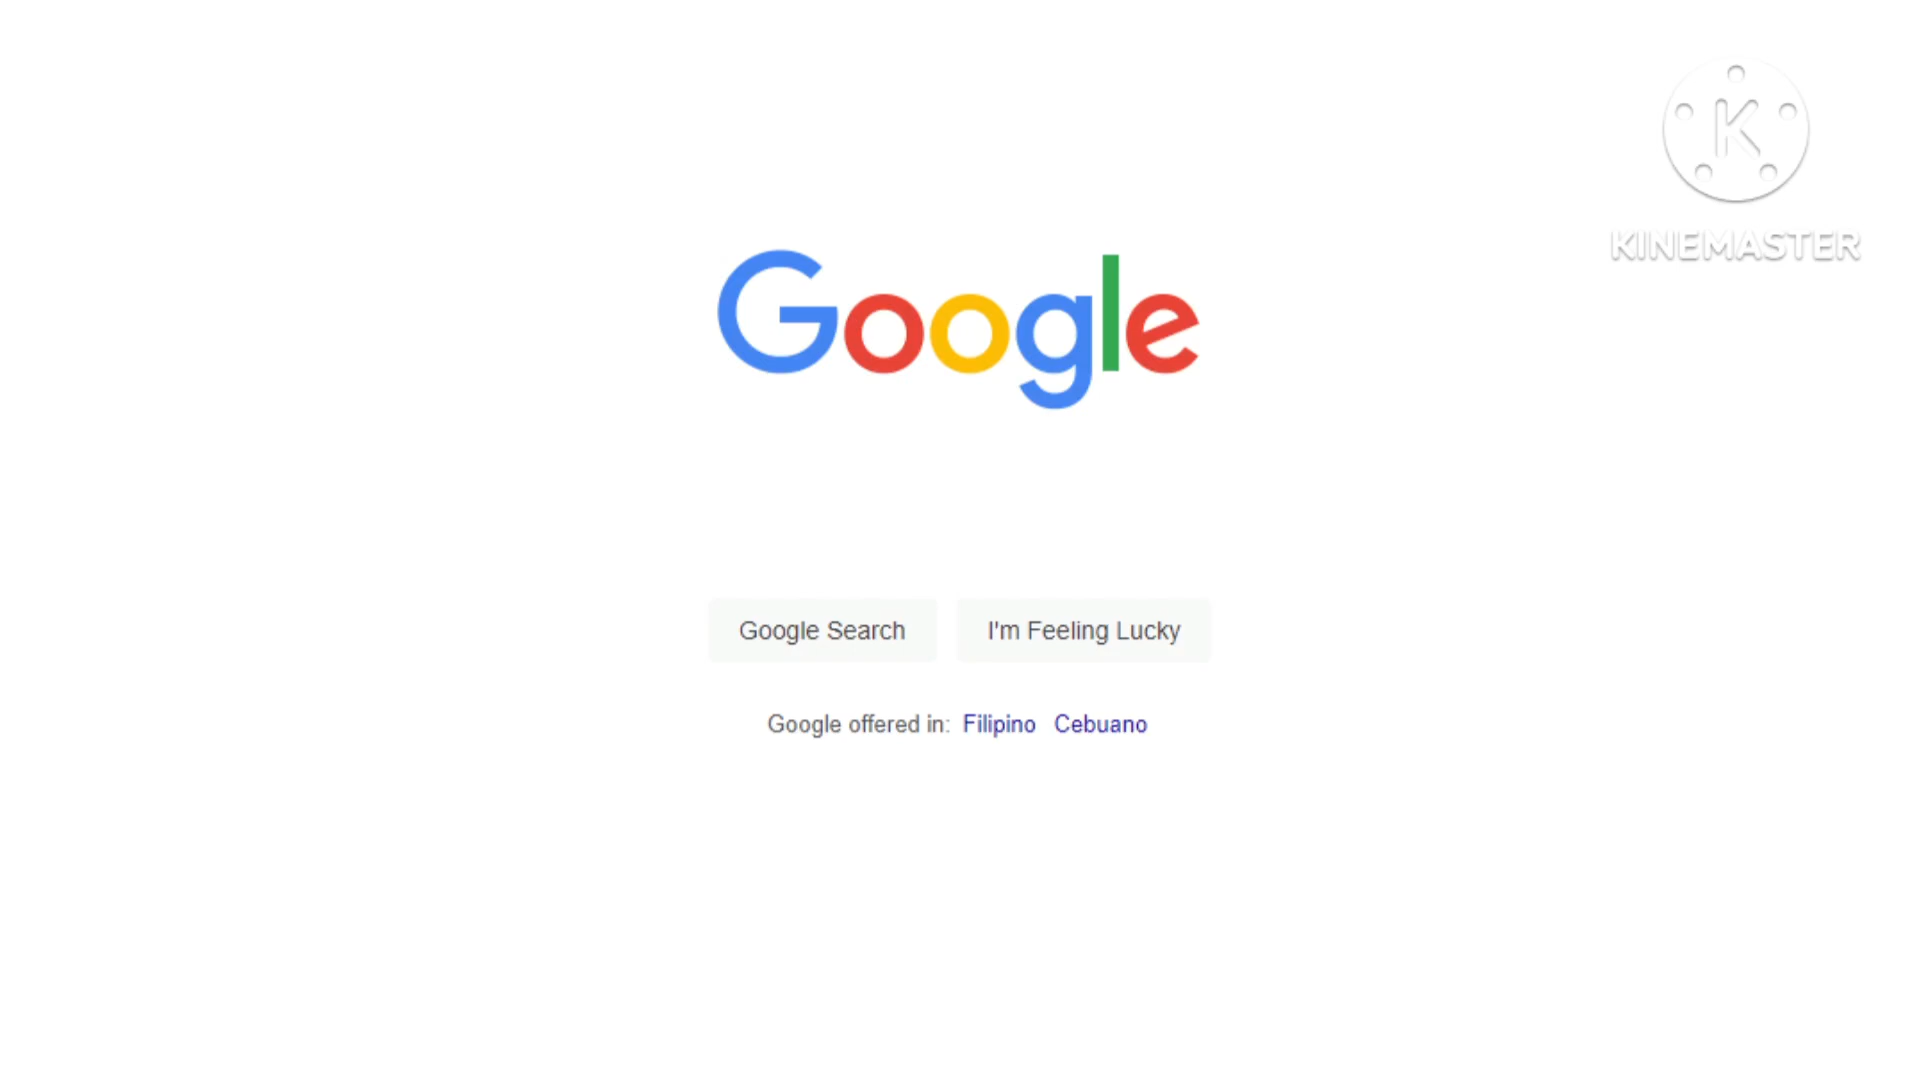 K
KINEMASTER
Google
Google Search
I'm Feeling Lucky
Google offered in: Filipino Cebuano